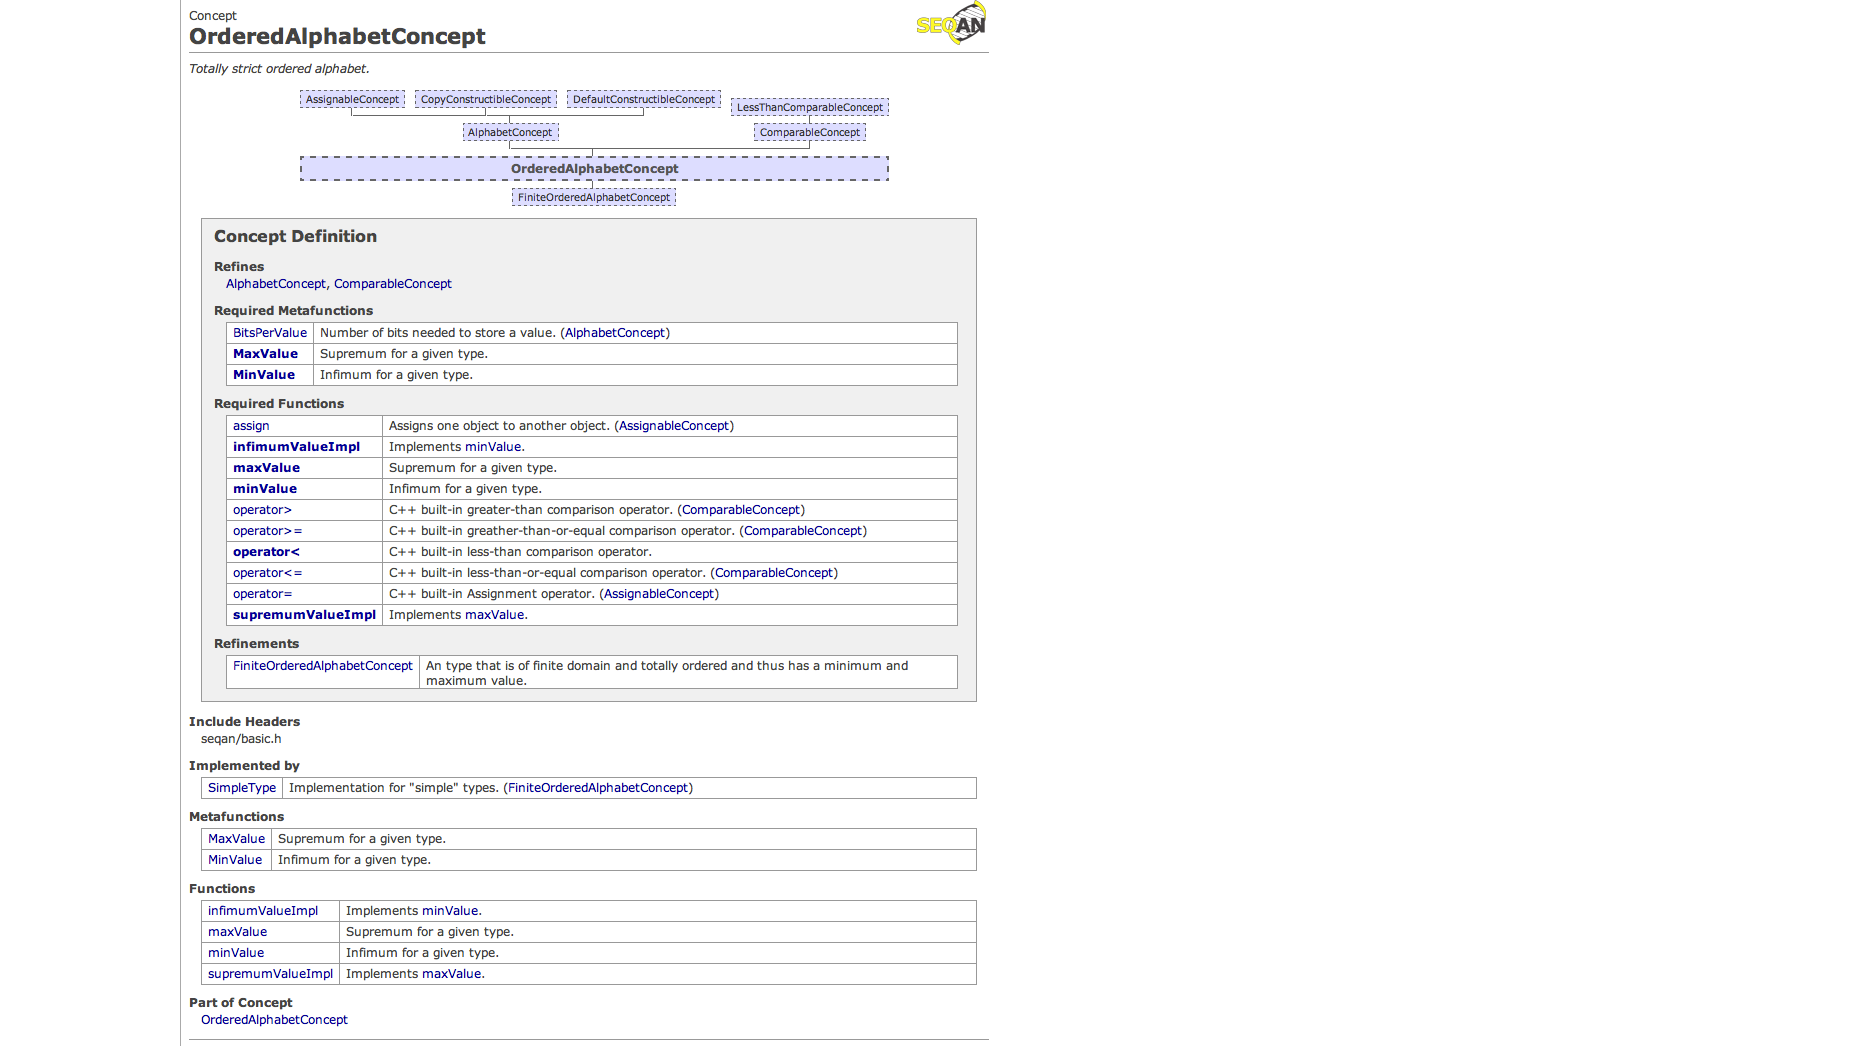 Concept
OrderedAlphabetConcept
SEQAN
Totally strict ordered alphabet.
AssignableConcept CopyConstructibleConcept DefaultConstructibleConcept LessThanComparableConcept
AlphabetConcept ComparableConcept
OrderedAlphabetConcept
FiniteOrderedAlphabetConcept
Concept Definition
Refines
AlphabetConcept, ComparableConcept
Required Metafunctions
BitsPerValue Number of bits needed to store a value. (AlphabetConcept)
MaxValue Supremum for a given type.
MinValue Infimum for a given type.
Required Functions
assign Assigns one object to another object. (AssignableConcept)
infimumValueImpl Implements minValue.
maxValue Supremum for a given type.
minValue Infimum for a given type.
operator> C++ built-in greater-than comparison operator. (ComparableConcept)
operator>= C++ built-in greather-than-or-equal comparison operator. (ComparableConcept)
operator< C++ built-in less-than comparison operator.
operator<= C++ built-in less-than-or-equal comparison operator. (ComparableConcept)
operator= C++ built-in Assignment operator. (AssignableConcept)
supremumValueImpl Implements maxValue.
Refinements
FiniteOrderedAlphabetConcept An type that is of finite domain and totally ordered and thus has a minimum and
maximum value.
Include Headers
seqan/basic.h
Implemented by
SimpleType Implementation for "simple" types. (FiniteOrderedAlphabetConcept)
Metafunctions
MaxValue Supremum for a given type.
MinValue Infimum for a given type.
Functions
infimumValueImpl Implements minValue.
maxValue Supremum for a given type.
minValue Infimum for a given type.
supremumValueImpl Implements maxValue.
Part of Concept
OrderedAlphabetConcept